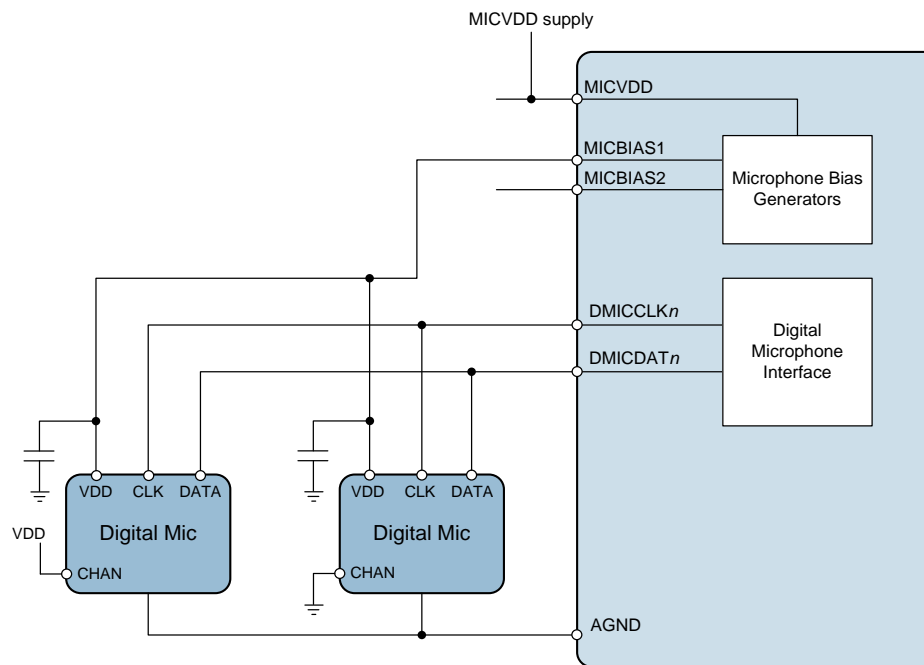 MICVDD supply
MICVDD
MICBIAS1
MICBIAS2
Microphone Bias
Generators
DMICCLKn
DMICDATn
Digital
Microphone
Interface
VDD CLK DATA
Digital Mic
VDD
CHAN
VDD CLK DATA
Digital Mic
CHAN
AGND